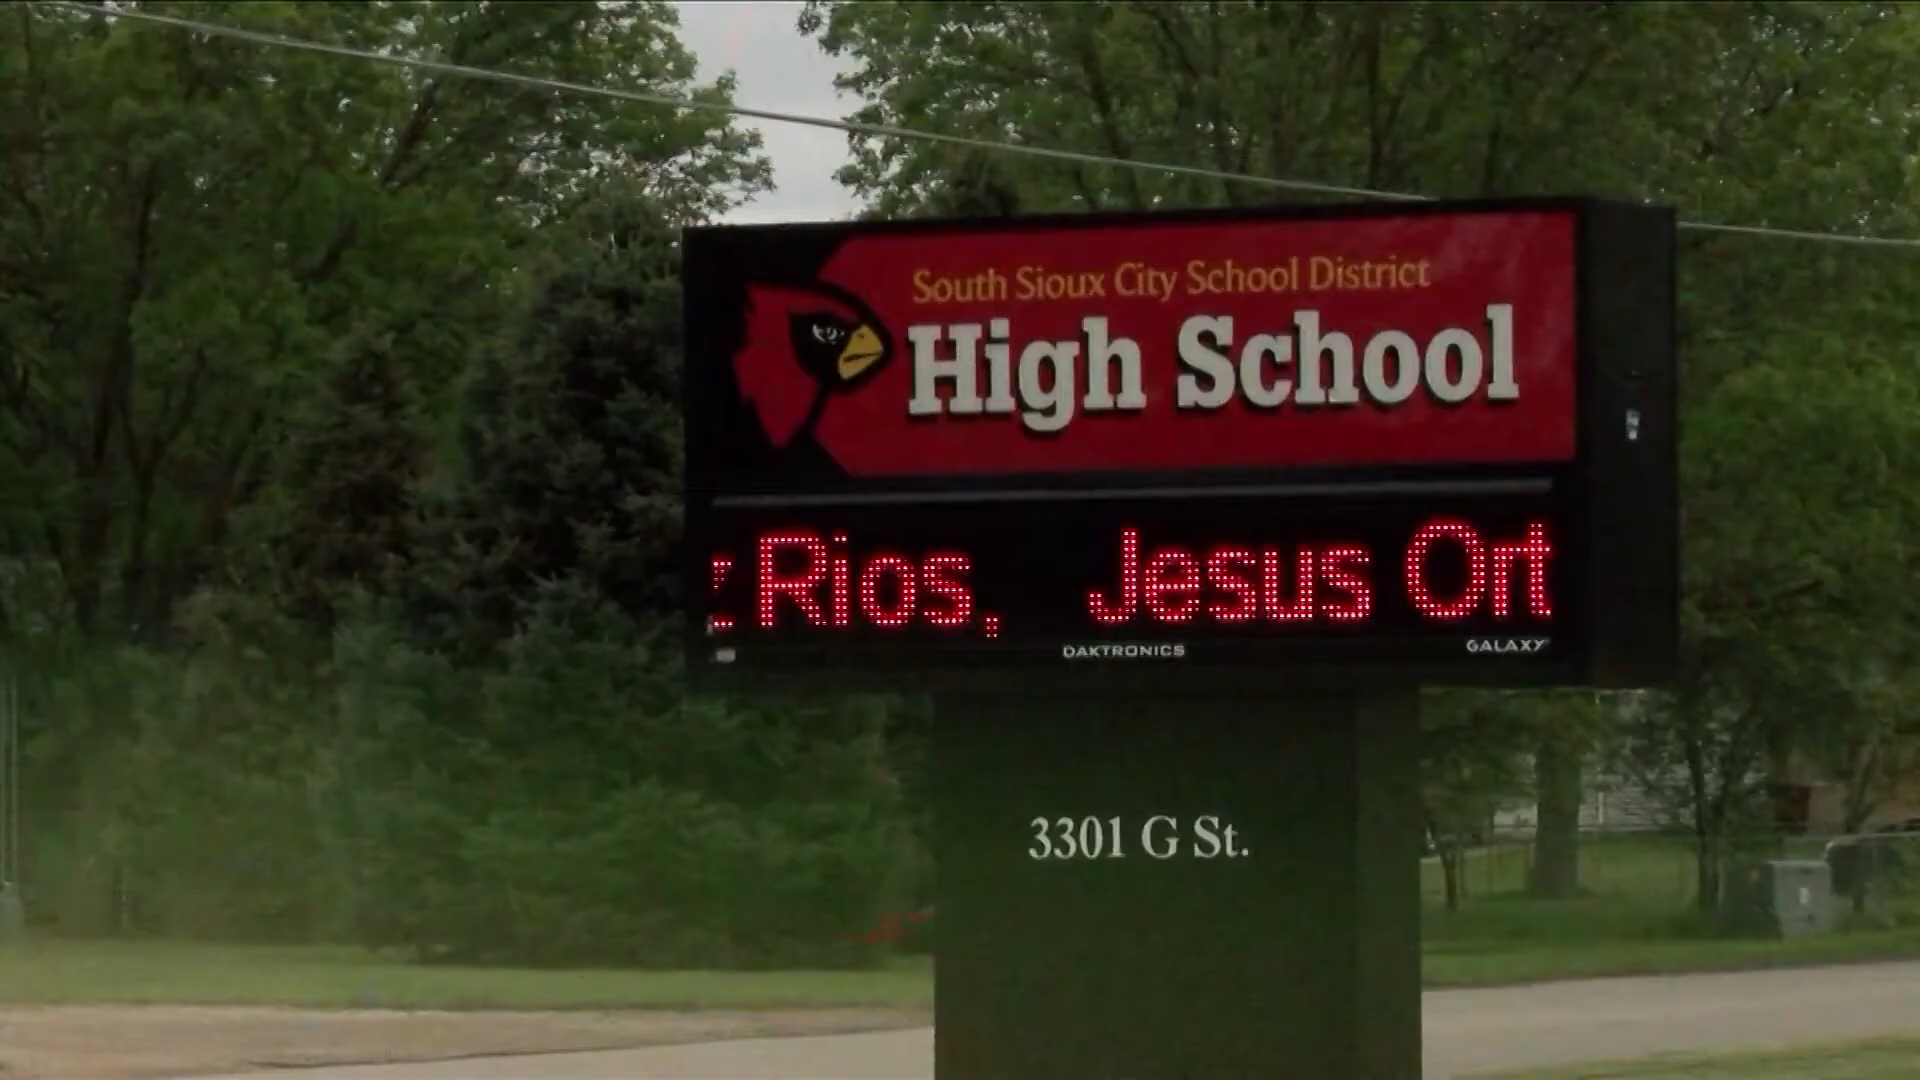 South Sioux City School District
High School
z Rios, Jesus Ort
DAKTRONICS
GALAXY
3301 G St.